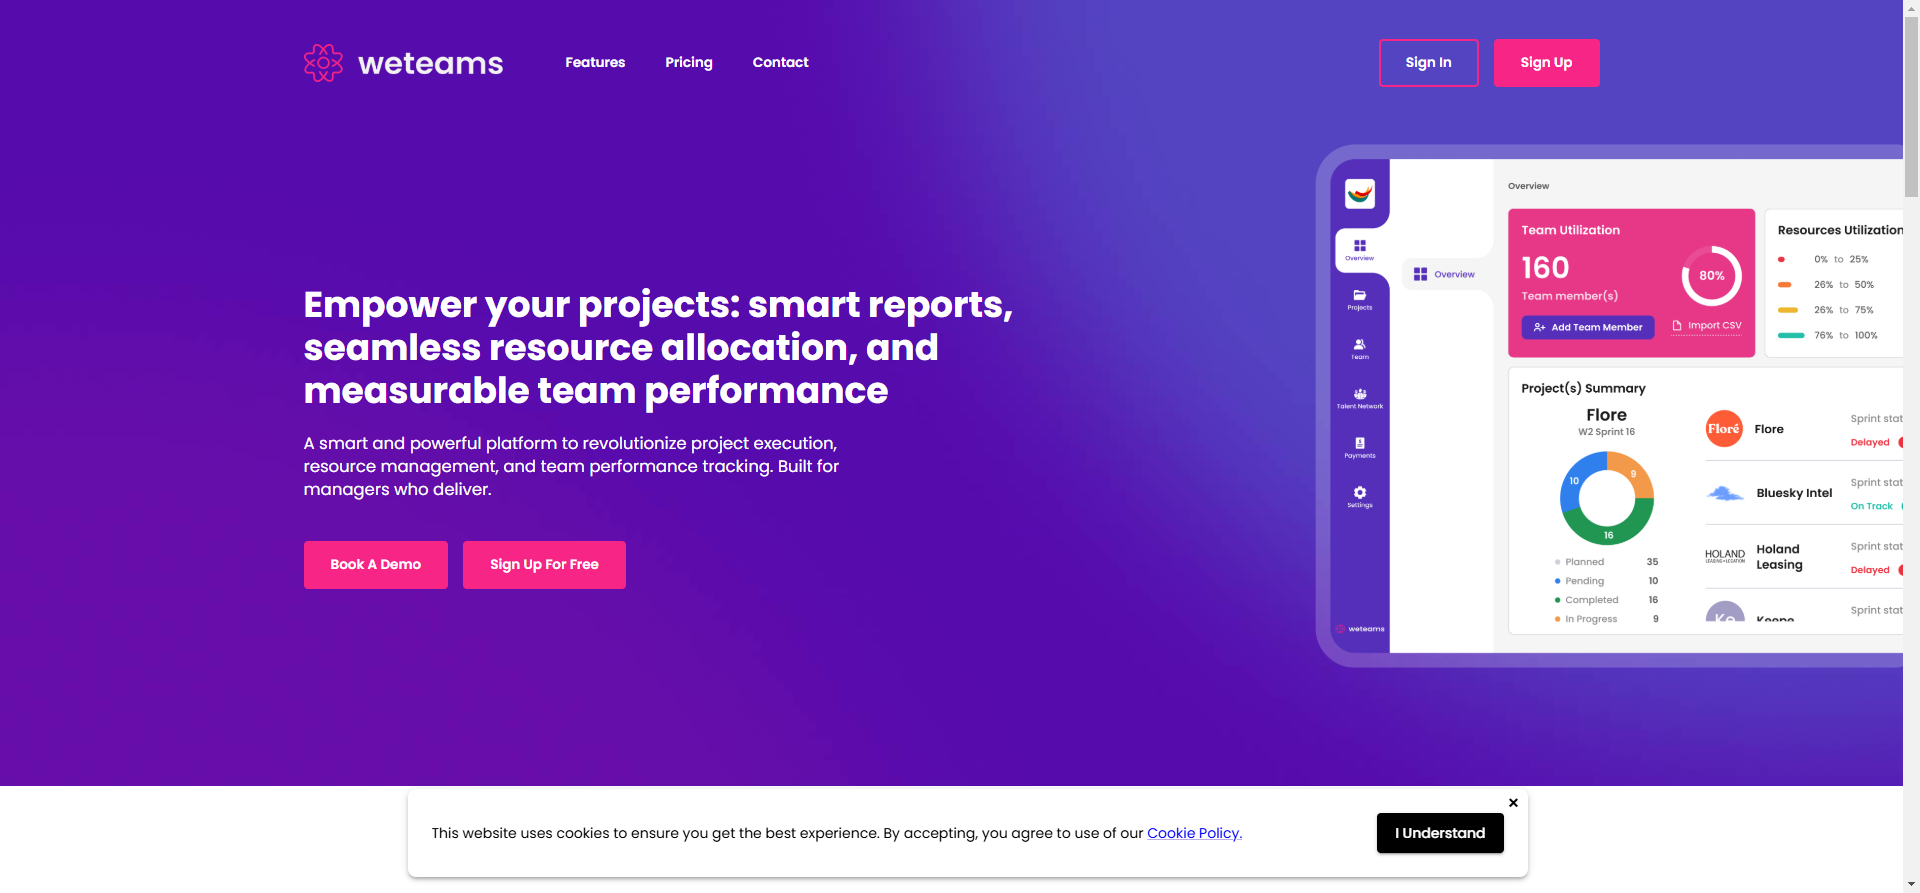 weteams
Features
Pricing
Contact
Sign In
Sign Up
Empower your projects: smart reports,
seamless resource allocation, and
measurable team performance
A smart and powerful platform to revolutionize project execution,
resource management, and team performance tracking. Built for
managers who deliver.
Book A Demo
Sign Up For Free
Overview
Projects
Team
Talent Network
Payments
Settings
weteams
Overview
Overview
Team Utilization
160
Team member(s)
80%
Add Team Member
Import CSV
Resources Utilization
0% to 25%
26% to 50%
26% to 75%
76% to 100%
Project(s) Summary
Flore
W2 Sprint 16
10
9
16
Planned 35
Pending 10
Completed 16
In Progress 9
Floré
Flore
Sprint stat
Delayed
Bluesky Intel
Sprint stat
On Track
HOLAND
LEASING+LOCATION
Holand
Leasing
Sprint stat
Delayed
Ke
Keepe
Sprint stat
This website uses cookies to ensure you get the best experience. By accepting, you agree to use of our Cookie Policy.
I Understand